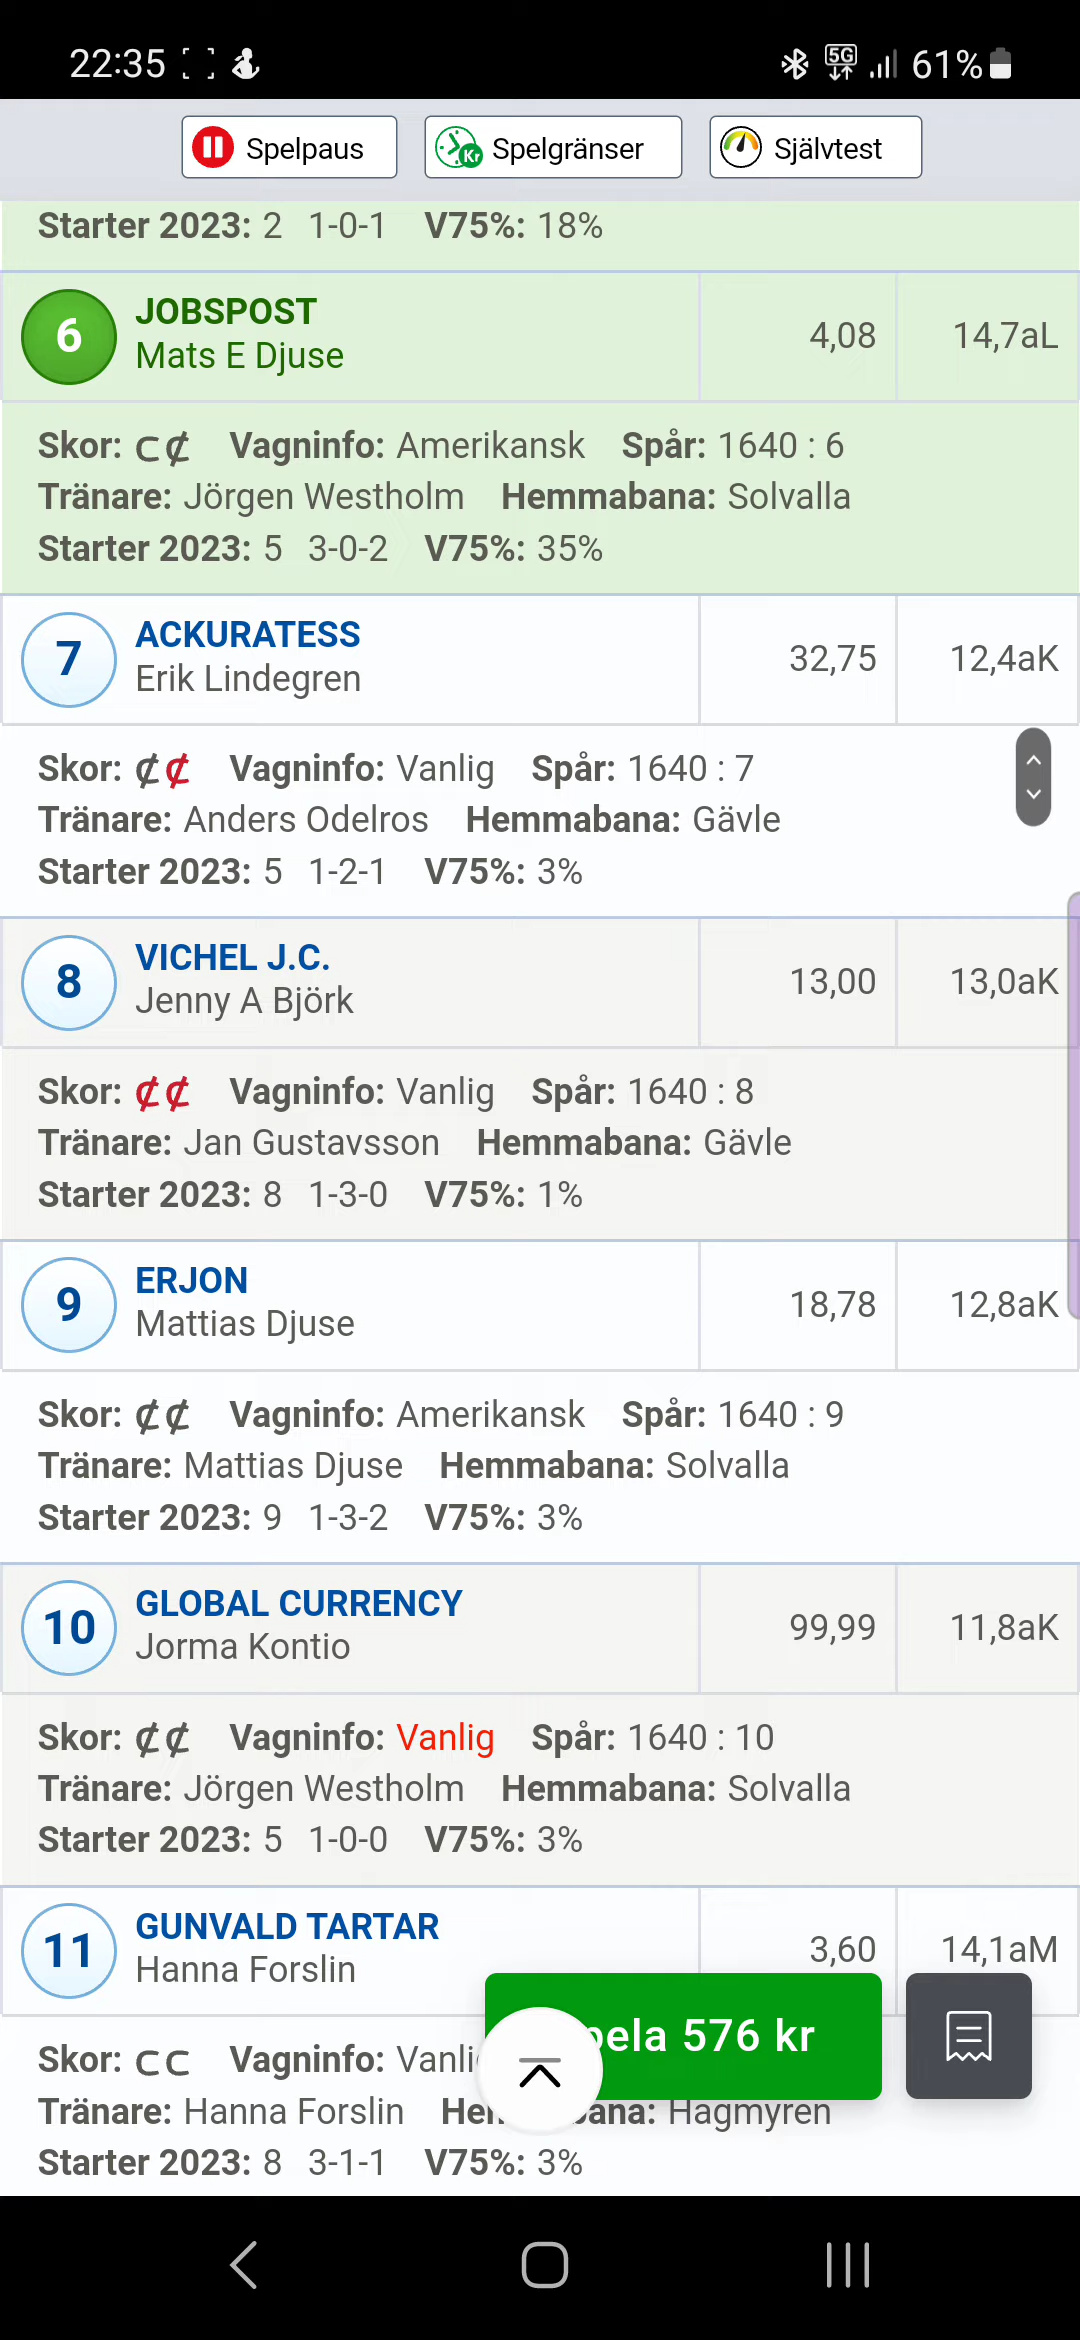 22:35 5G 61%
Spelpaus Kr Spelgränser Självtest
Starter 2023: 2 1-0-1 V75%: 18%
6 JOBSPOST 4,08 14,7aL
Mats E Djuse
Skor: C₵ Vagninfo: Amerikansk Spår: 1640 : 6
Tränare: Jörgen Westholm Hemmabana: Solvalla
Starter 2023: 5 3-0-2 V75%: 35%
7 ACKURATESS 32,75 12,4aK
Erik Lindegren
Skor: ₵₵ Vagninfo: Vanlig Spår: 1640 : 7
Tränare: Anders Odelros Hemmabana: Gävle
Starter 2023: 5 1-2-1 V75%: 3%
8 VICHEL J.C. 13,00 13,0aK
Jenny A Björk
Skor: ₵₵ Vagninfo: Vanlig Spår: 1640 : 8
Tränare: Jan Gustavsson Hemmabana: Gävle
Starter 2023: 8 1-3-0 V75%: 1%
9 ERJON 18,78 12,8aK
Mattias Djuse
Skor: ₵₵ Vagninfo: Amerikansk Spår: 1640 : 9
Tränare: Mattias Djuse Hemmabana: Solvalla
Starter 2023: 9 1-3-2 V75%: 3%
10 GLOBAL CURRENCY 99,99 11,8aK
Jorma Kontio
Skor: ₵₵ Vagninfo: Vanlig Spår: 1640 : 10
Tränare: Jörgen Westholm Hemmabana: Solvalla
Starter 2023: 5 1-0-0 V75%: 3%
11 GUNVALD TARTAR 3,60 14,1aM
Hanna Forslin
pela 576 kr
Skor: CC Vagninfo: Vanli
Tränare: Hanna Forslin Hem bana: Hagmyren
Starter 2023: 8 3-1-1 V75%: 3%